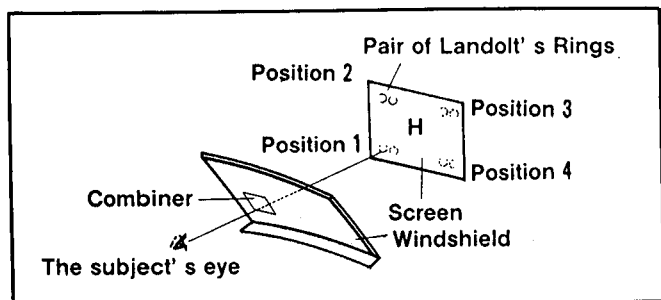 Pair of Landolt's Rings
Position 2
Position 3
H
Position 1
Position 4
Combiner
Screen
Windshield
The subject's eye